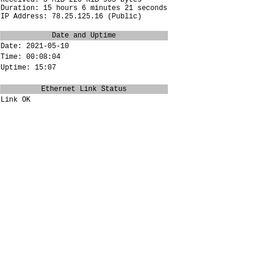 Duration: 15 hours 6 minutes 21 seconds
IP Address: 78.25.125.16 (Public)
Date and Uptime
Date: 2021-05-10
Time: 00:08:04
Uptime: 15:07
Ethernet Link Status
Link OK